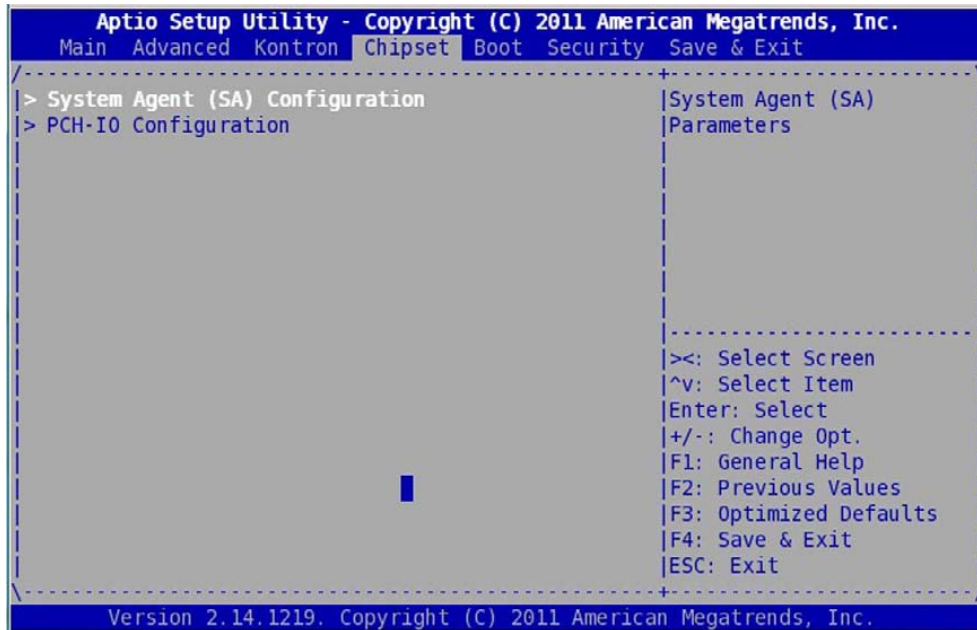 Aptio Setup Utility - Copyright (C) 2011 American Megatrends, Inc.
Main Advanced Kontron Chipset Boot Security Save & Exit
> System Agent (SA) Configuration
> PCH-IO Configuration
System Agent (SA)
Parameters
><: Select Screen
^v: Select Item
Enter: Select
+/-: Change Opt.
F1: General Help
F2: Previous Values
F3: Optimized Defaults
F4: Save & Exit
ESC: Exit
Version 2.14.1219. Copyright (C) 2011 American Megatrends, Inc.